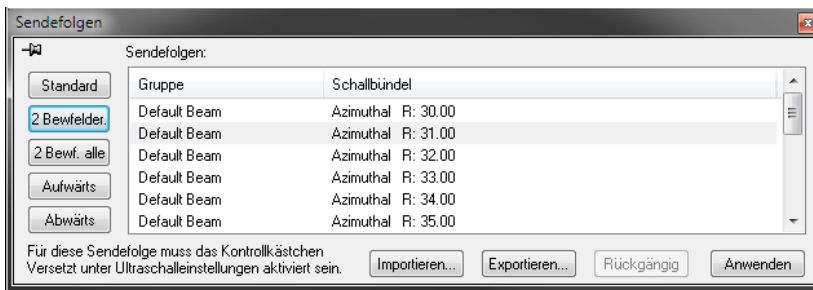 Sendefolgen
Sendefolgen:
Standard
2 Bewfelder.
2 Bewf. alle
Aufwärts
Abwärts
Gruppe Schallbündel
Default Beam Azimuthal R: 30.00
Default Beam Azimuthal R: 31.00
Default Beam Azimuthal R: 32.00
Default Beam Azimuthal R: 33.00
Default Beam Azimuthal R: 34.00
Default Beam Azimuthal R: 35.00
Für diese Sendefolge muss das Kontrollkästchen
Versetzt unter Ultraschalleinstellungen aktiviert sein.
Importieren... Exportieren... Rückgängig Anwenden